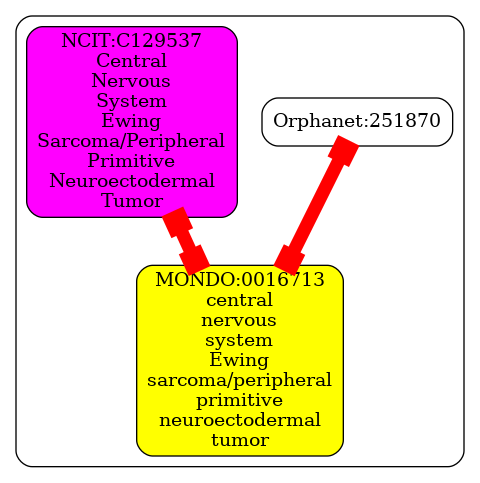 NCIT:C129537
Central
Nervous
System
Ewing
Sarcoma/Peripheral
Primitive
Neuroectodermal
Tumor
Orphanet:251870
MONDO:0016713
central
nervous
system
Ewing
sarcoma/peripheral
primitive
neuroectodermal
tumor